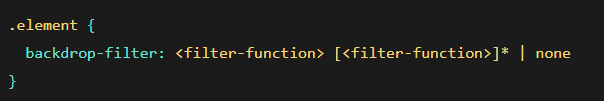 .element {
  backdrop-filter: <filter-function> [<filter-function>]* | none
}